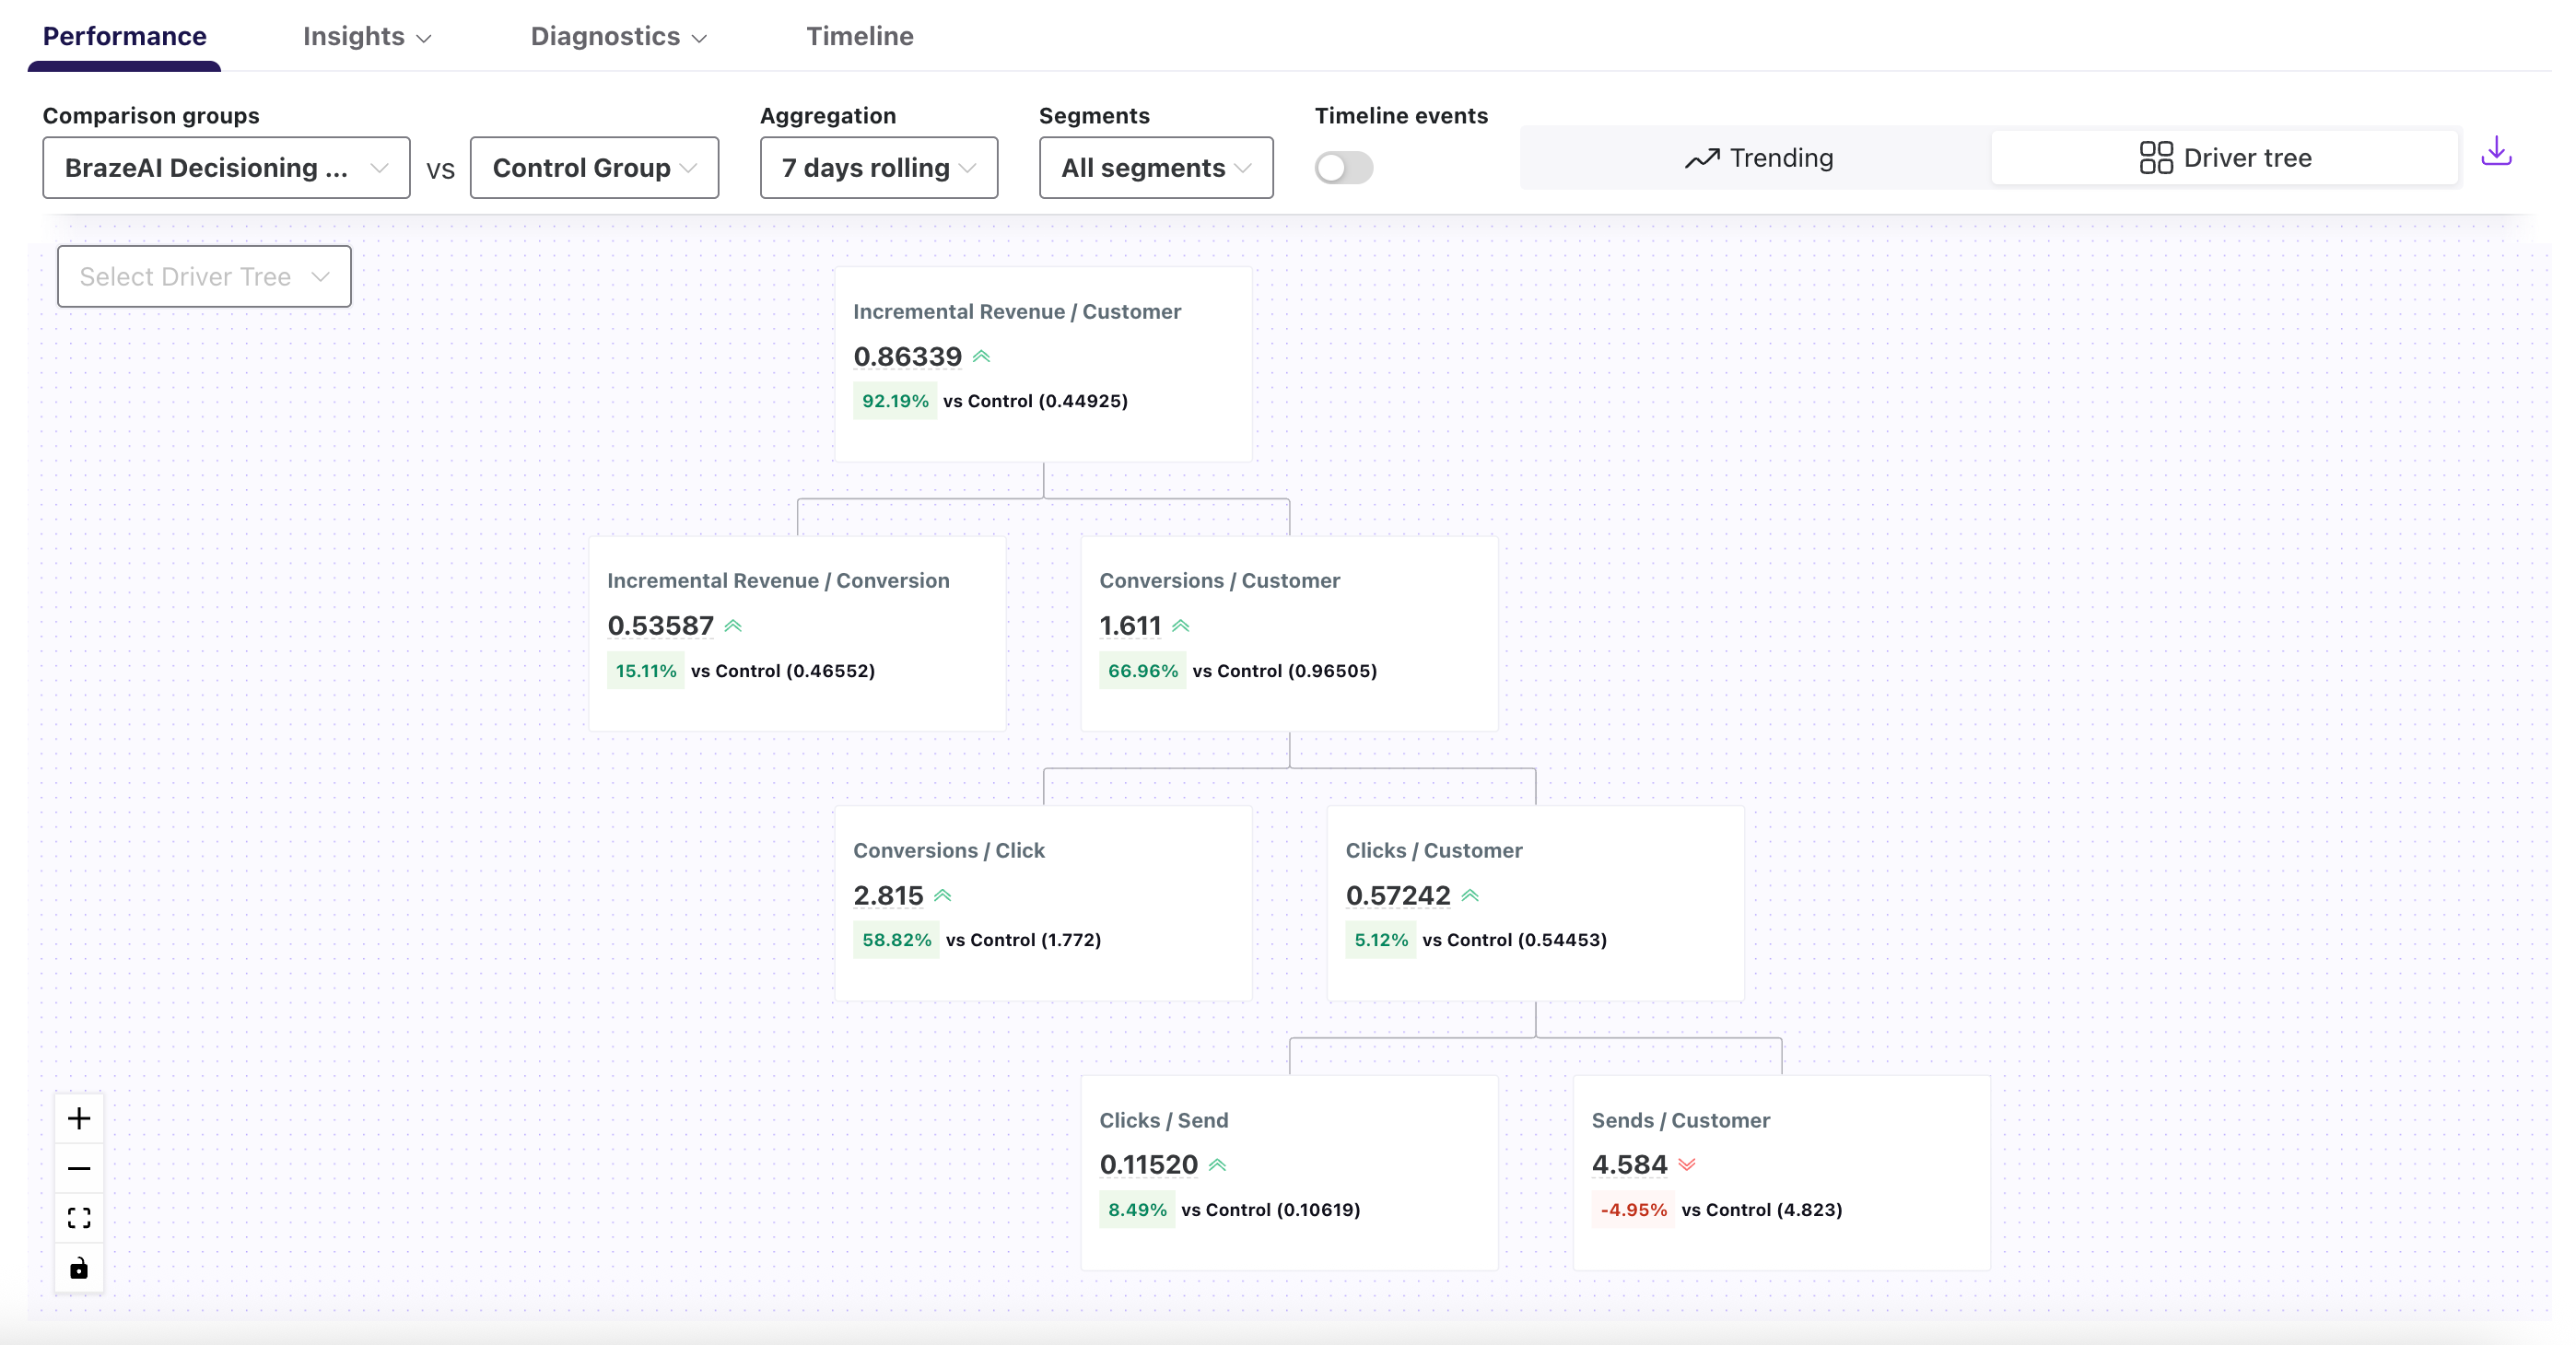 Performance
Insights
Diagnostics
Timeline
Comparison groups
BrazeAI Decisioning ...
vs
Control Group
Aggregation
7 days rolling
Segments
All segments
Timeline events
Trending
Driver tree
Select Driver Tree
Incremental Revenue / Customer
0.86339
92.19% vs Control (0.44925)
Incremental Revenue / Conversion
0.53587
15.11% vs Control (0.46552)
Conversions / Customer
1.611
66.96% vs Control (0.96505)
Conversions / Click
2.815
58.82% vs Control (1.772)
Clicks / Customer
0.57242
5.12% vs Control (0.54453)
Clicks / Send
0.11520
8.49% vs Control (0.10619)
Sends / Customer
4.584
-4.95% vs Control (4.823)